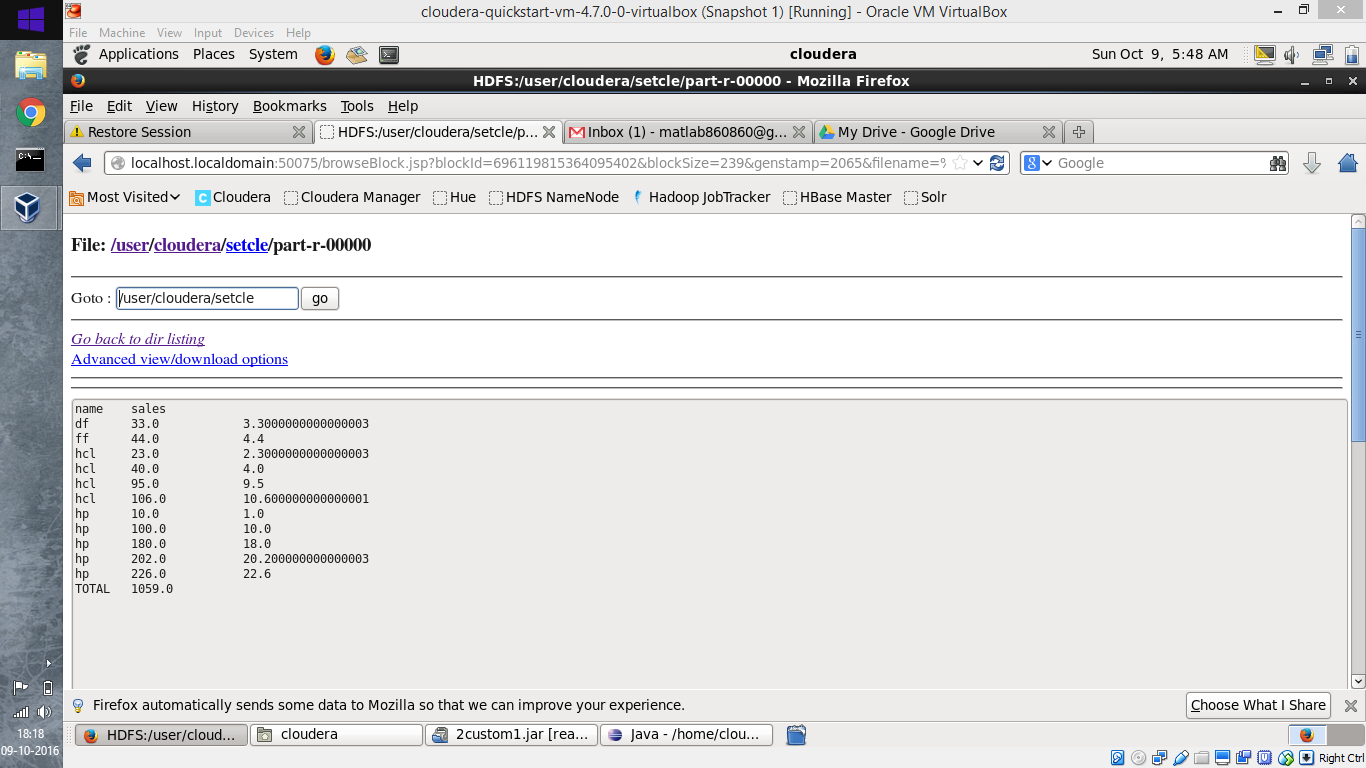 cloudera-quickstart-vm-4.7.0-0-virtualbox (Snapshot 1) [Running] - Oracle VM VirtualBox
File Machine View Input Devices Help
Applications Places System cloudera Sun Oct 9, 5:48 AM
HDFS:/user/cloudera/setcle/part-r-00000 - Mozilla Firefox
File Edit View History Bookmarks Tools Help
Restore Session HDFS:/user/cloudera/setcle/p... Inbox (1) - matlab860860@g... My Drive - Google Drive
localhost.localdomain:50075/browseBlock.jsp?blockId=696119815364095402&blockSize=239&genstamp=2065&filename=% Google
Most Visited Cloudera Cloudera Manager Hue HDFS NameNode Hadoop JobTracker HBase Master Solr
File: /user/cloudera/setcle/part-r-00000
Goto : /user/cloudera/setcle go
Go back to dir listing
Advanced view/download options
name sales
df 33.0 3.3000000000000003
ff 44.0 4.4
hcl 23.0 2.3000000000000003
hcl 40.0 4.0
hcl 95.0 9.5
hcl 106.0 10.600000000000001
hp 10.0 1.0
hp 100.0 10.0
hp 180.0 18.0
hp 202.0 20.200000000000003
hp 226.0 22.6
TOTAL 1059.0
Firefox automatically sends some data to Mozilla so that we can improve your experience. Choose What I Share
HDFS:/user/cloud... cloudera 2custom1.jar [rea... Java - /home/clou...
18:18
09-10-2016
Right Ctrl